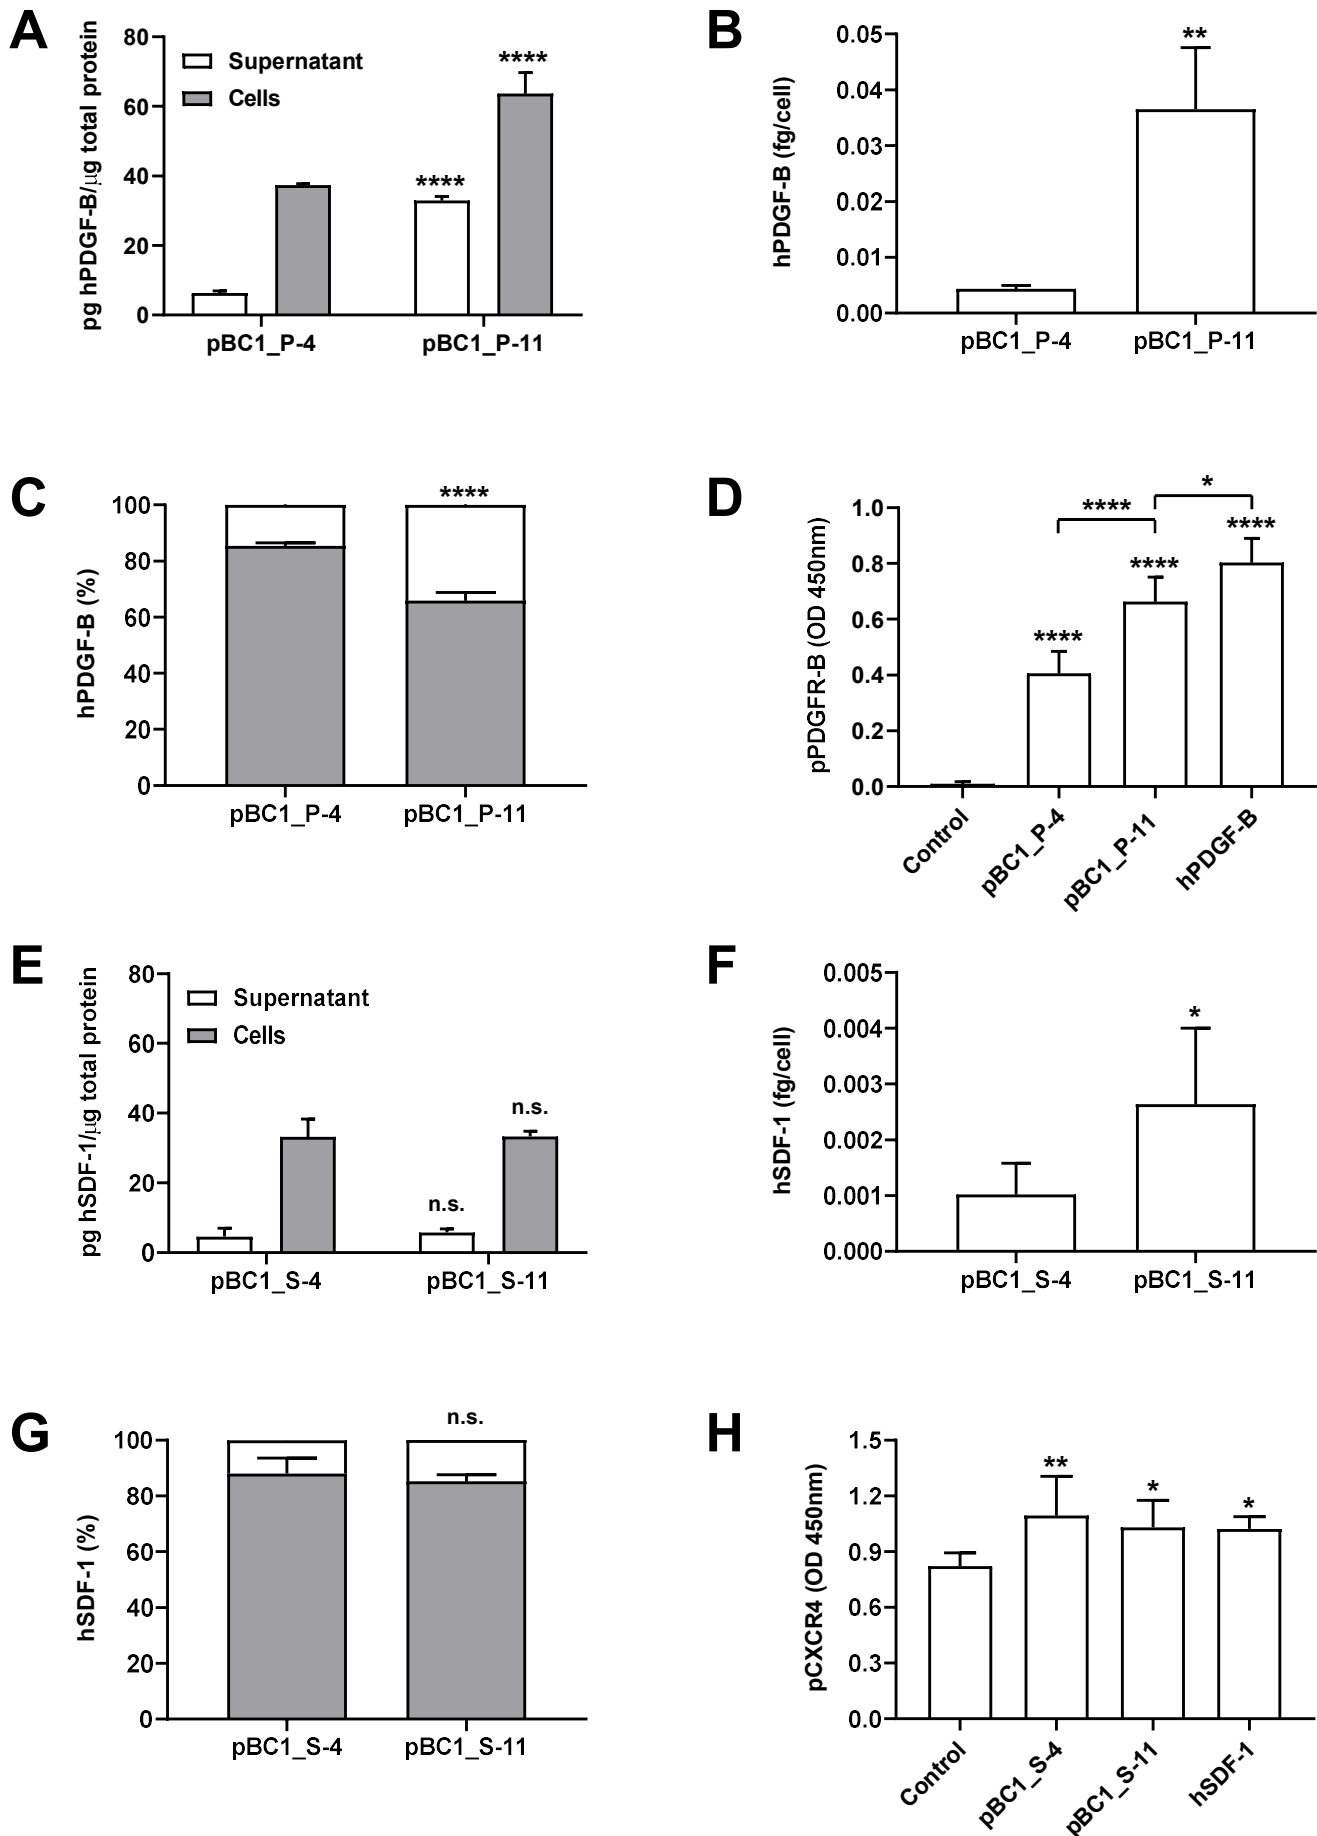 A
pg hPDGF-B/µg total protein
80
60
40
20
0
Supernatant
Cells
****
****
pBC1_P-4
pBC1_P-11
B
hPDGF-B (fg/cell)
0.05
0.04
0.03
0.02
0.01
0.00
**
pBC1_P-4
pBC1_P-11
C
hPDGF-B (%)
100
80
60
40
20
0
****
pBC1_P-4
pBC1_P-11
D
pPDGFR-B (OD 450nm)
1.0
0.8
0.6
0.4
0.2
0.0
*
****
****
****
****
Control
pBC1_P-4
pBC1_P-11
hPDGF-B
E
pg hSDF-1/µg total protein
80
60
40
20
0
Supernatant
Cells
n.s.
n.s.
pBC1_S-4
pBC1_S-11
F
hSDF-1 (fg/cell)
0.005
0.004
0.003
0.002
0.001
0.000
*
pBC1_S-4
pBC1_S-11
G
hSDF-1 (%)
100
80
60
40
20
0
n.s.
pBC1_S-4
pBC1_S-11
H
pCXCR4 (OD 450nm)
1.5
1.2
0.9
0.6
0.3
0.0
**
*
*
Control
pBC1_S-4
pBC1_S-11
hSDF-1